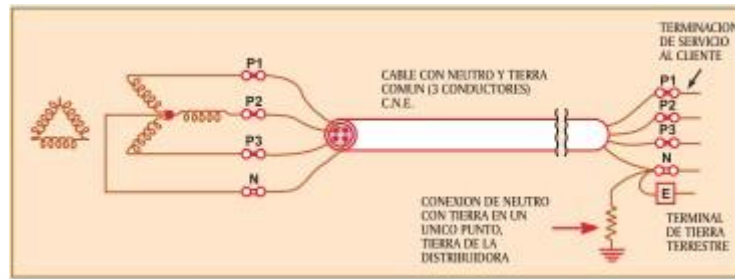 P1
P2
P3
N
CABLE CON NEUTRO Y TIERRA
COMUN (3 CONDUCTORES)
C.N.E.
TERMINACION
DE SERVICIO
AL CLIENTE
P1
P2
P3
N
E
CONEXION DE NEUTRO
CON TIERRA EN UN
UNICO PUNTO,
TIERRA DE LA
DISTRIBUIDORA
TERMINAL
DE TIERRA
TERRESTRE